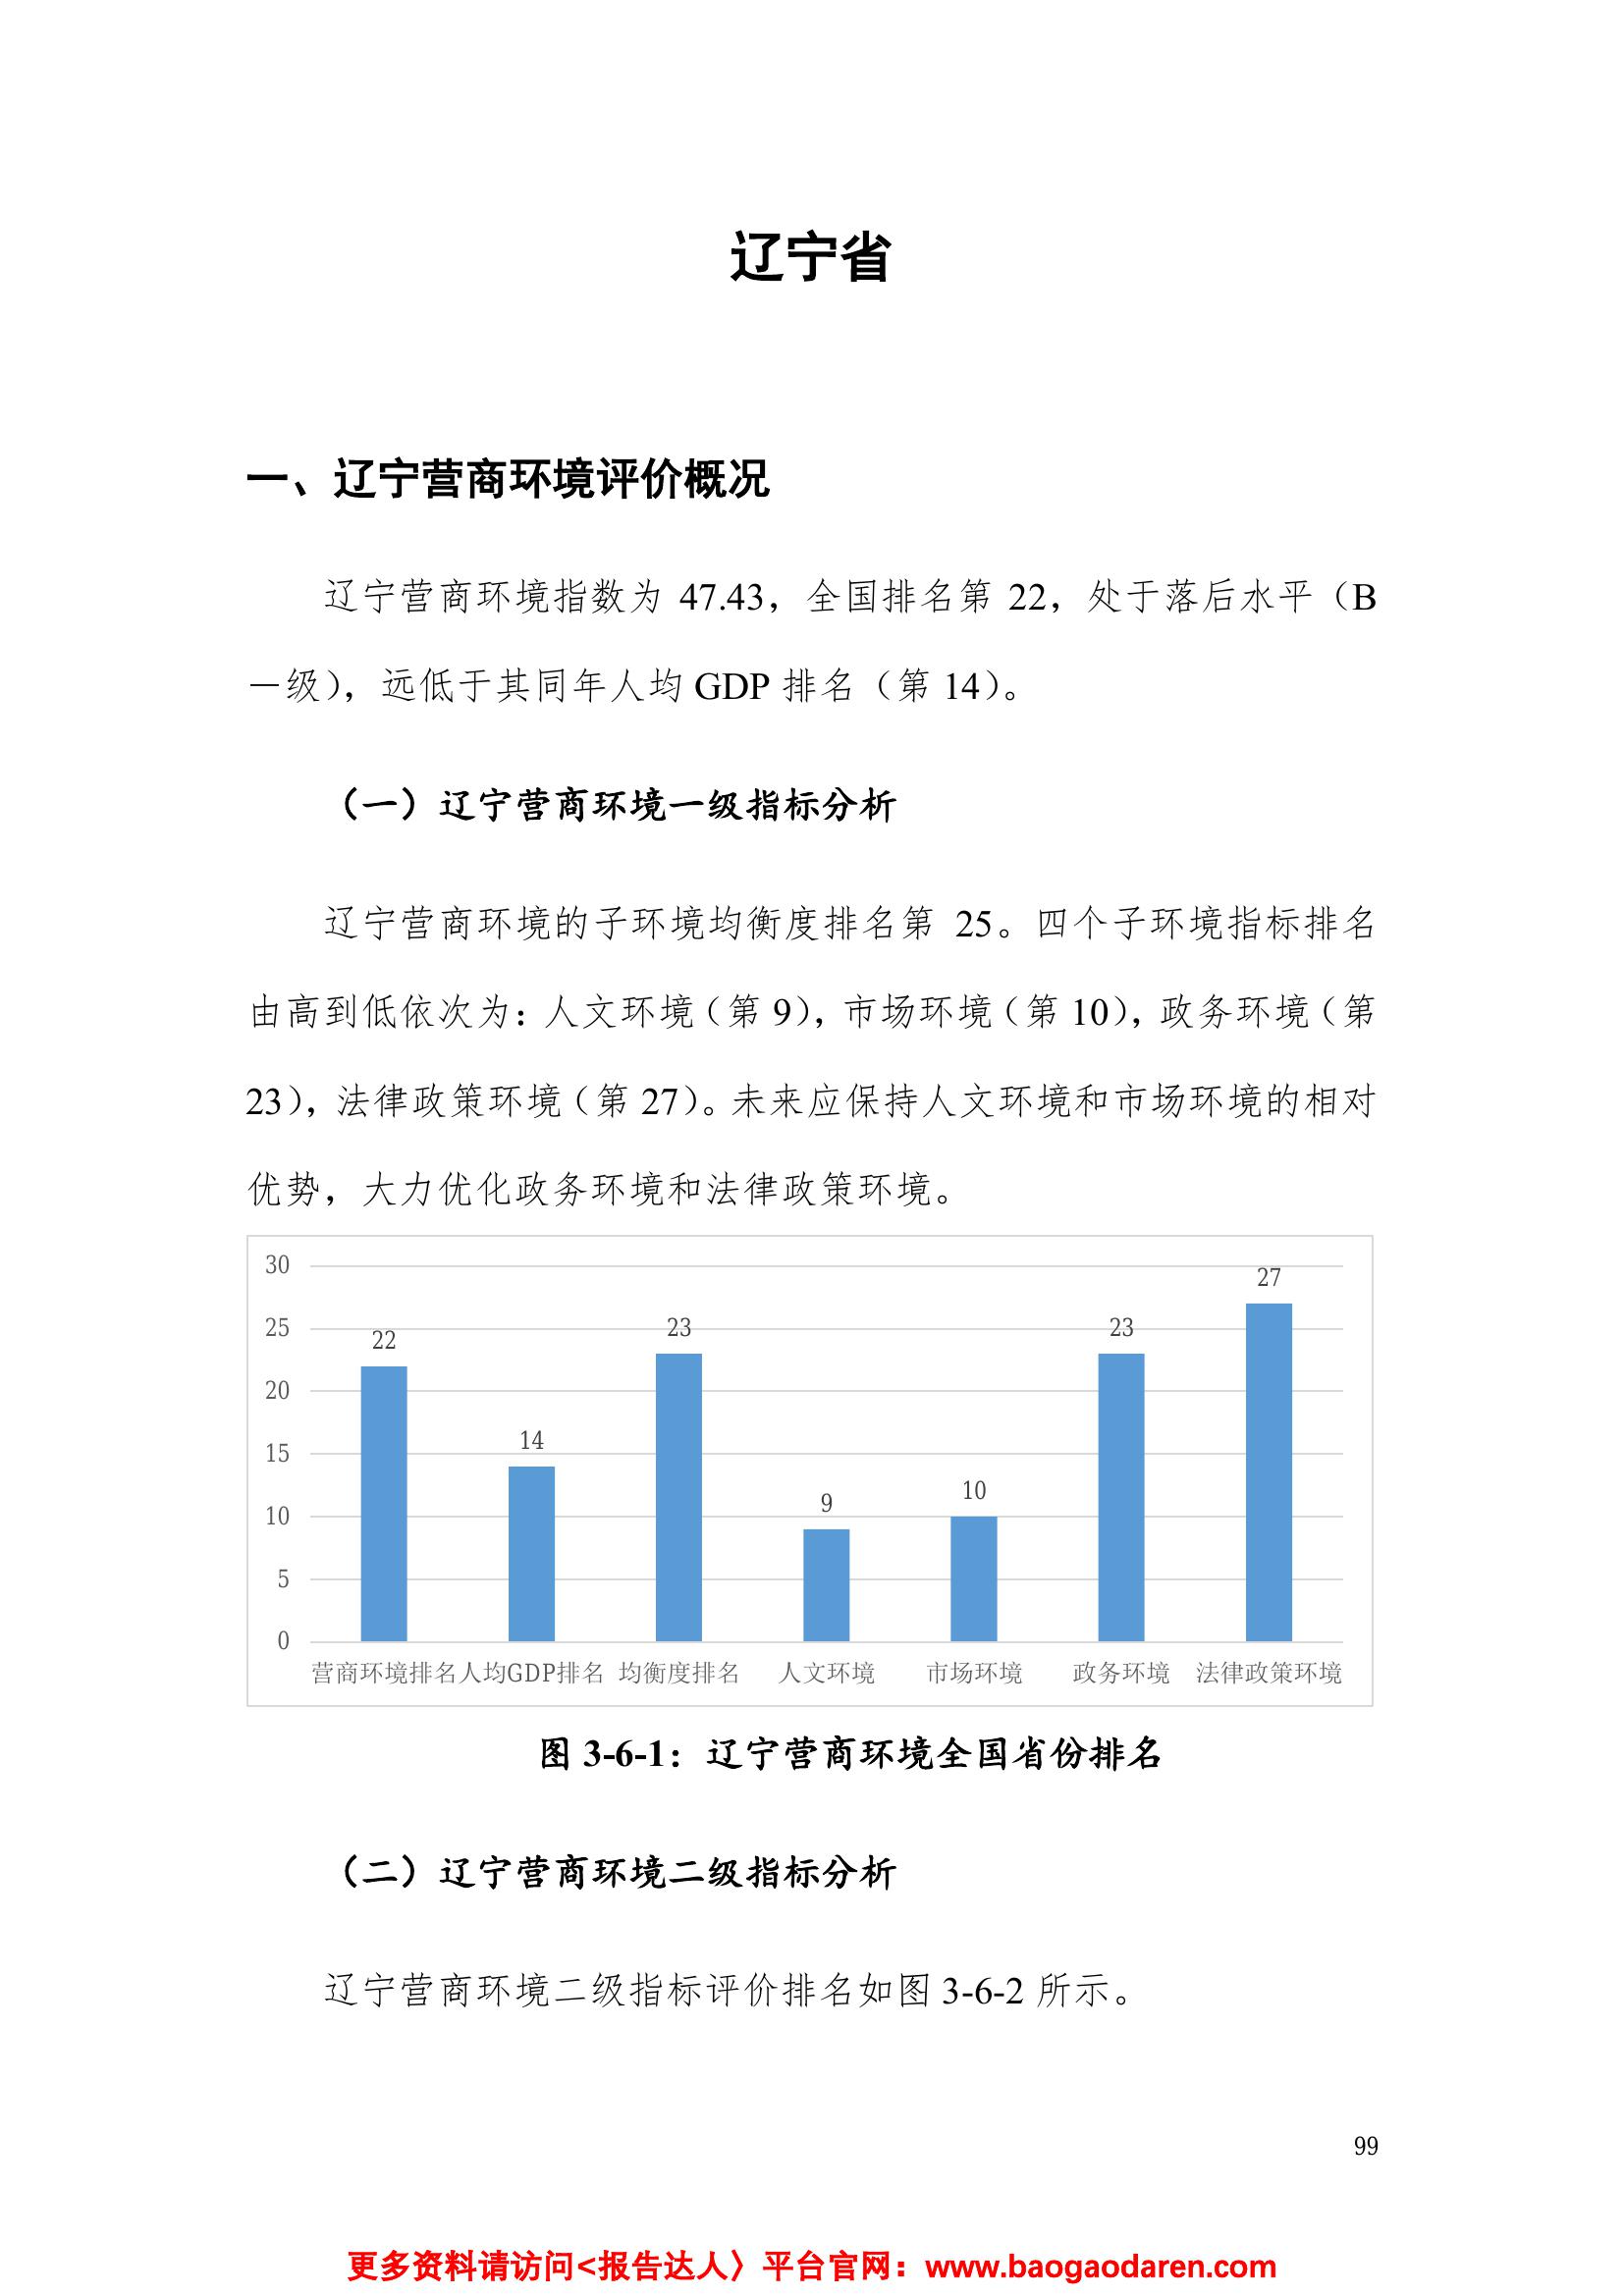 辽宁省
一、辽宁营商环境评价概况
辽宁营商环境指数为 47.43，全国排名第 22，处于落后水平（B
－级），远低于其同年人均 GDP 排名（第 14）。
（一）辽宁营商环境一级指标分析
辽宁营商环境的子环境均衡度排名第 25。四个子环境指标排名
由高到低依次为：人文环境（第 9），市场环境（第 10），政务环境（第
23），法律政策环境（第 27）。未来应保持人文环境和市场环境的相对
优势，大力优化政务环境和法律政策环境。
30
25
20
15
10
5
0
22
14
23
9
10
23
27
营商环境排名 人均GDP排名 均衡度排名 人文环境 市场环境 政务环境 法律政策环境
图 3-6-1：辽宁营商环境全国省份排名
（二）辽宁营商环境二级指标分析
辽宁营商环境二级指标评价排名如图 3-6-2 所示。
99
更多资料请访问<报告达人〉平台官网：www.baogaodaren.com